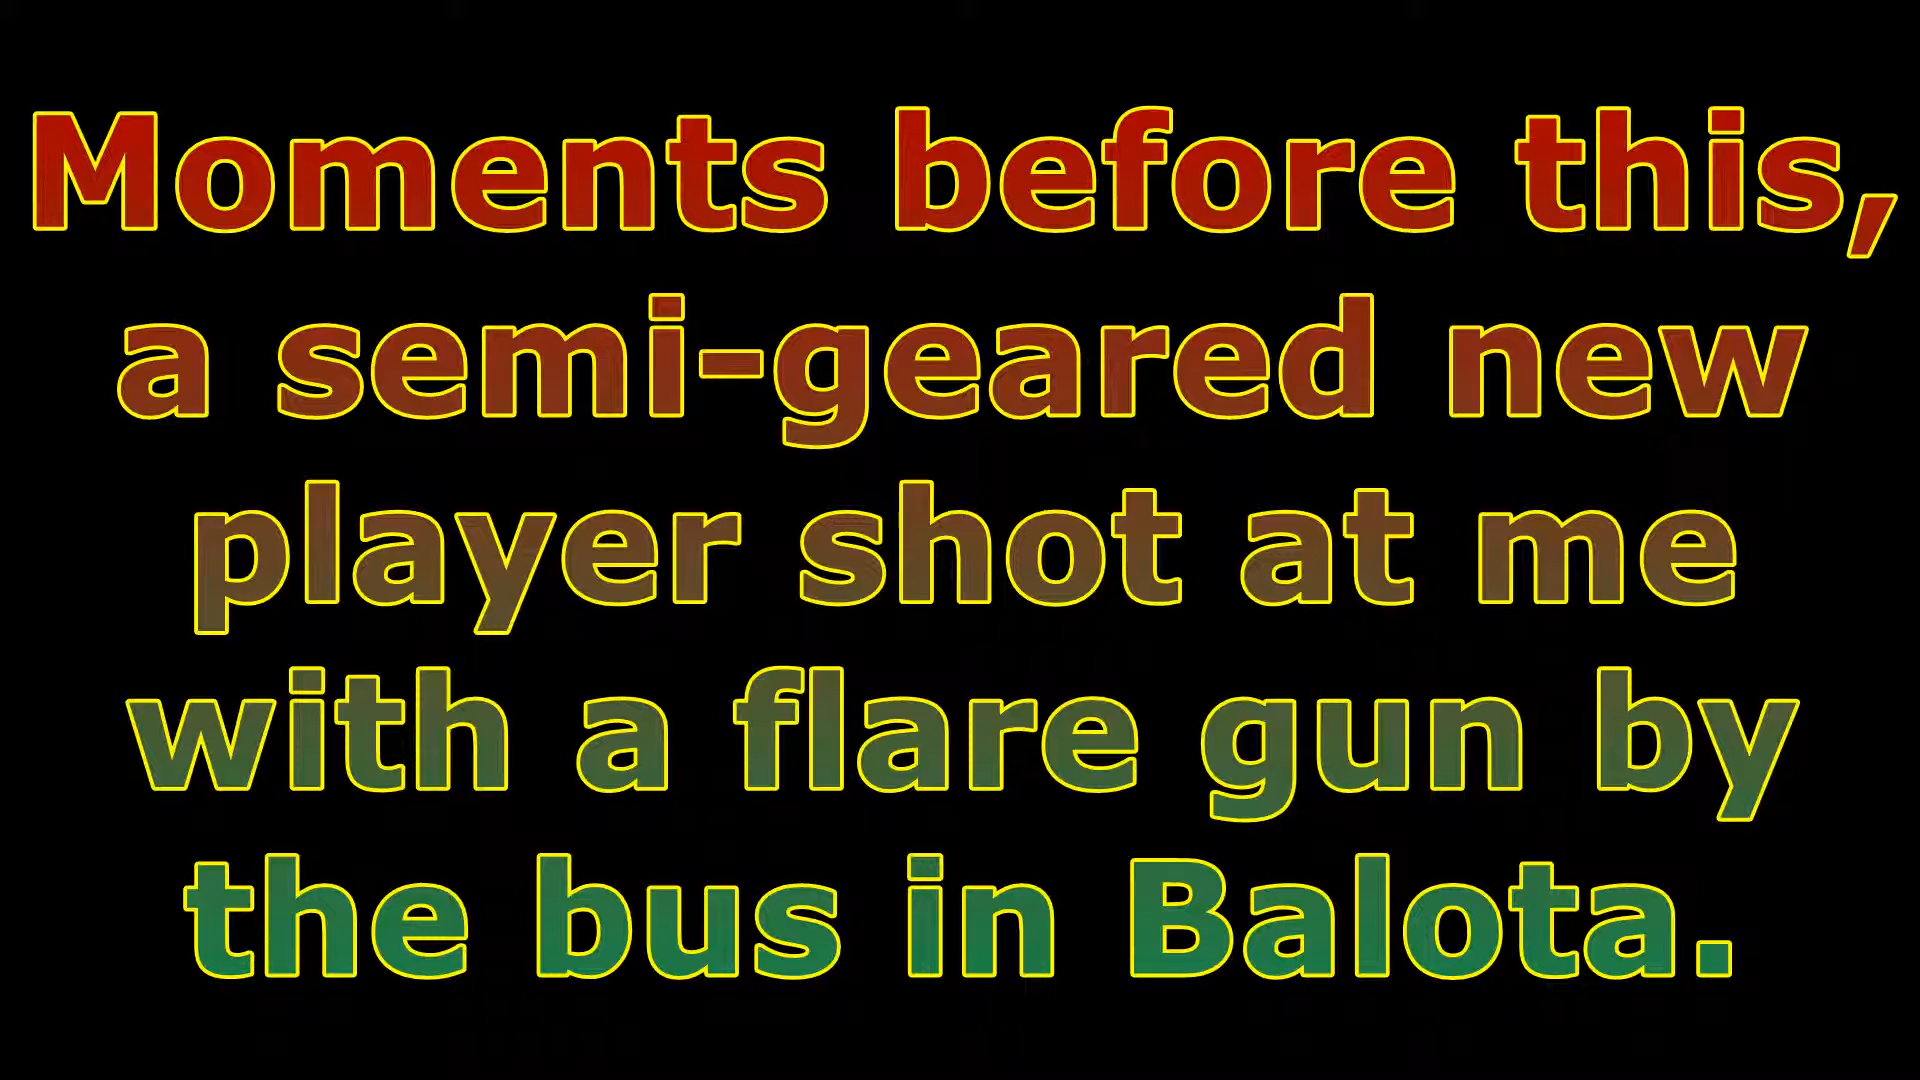 Moments before this,
a semi-geared new
player shot at me
with a flare gun by
the bus in Balota.